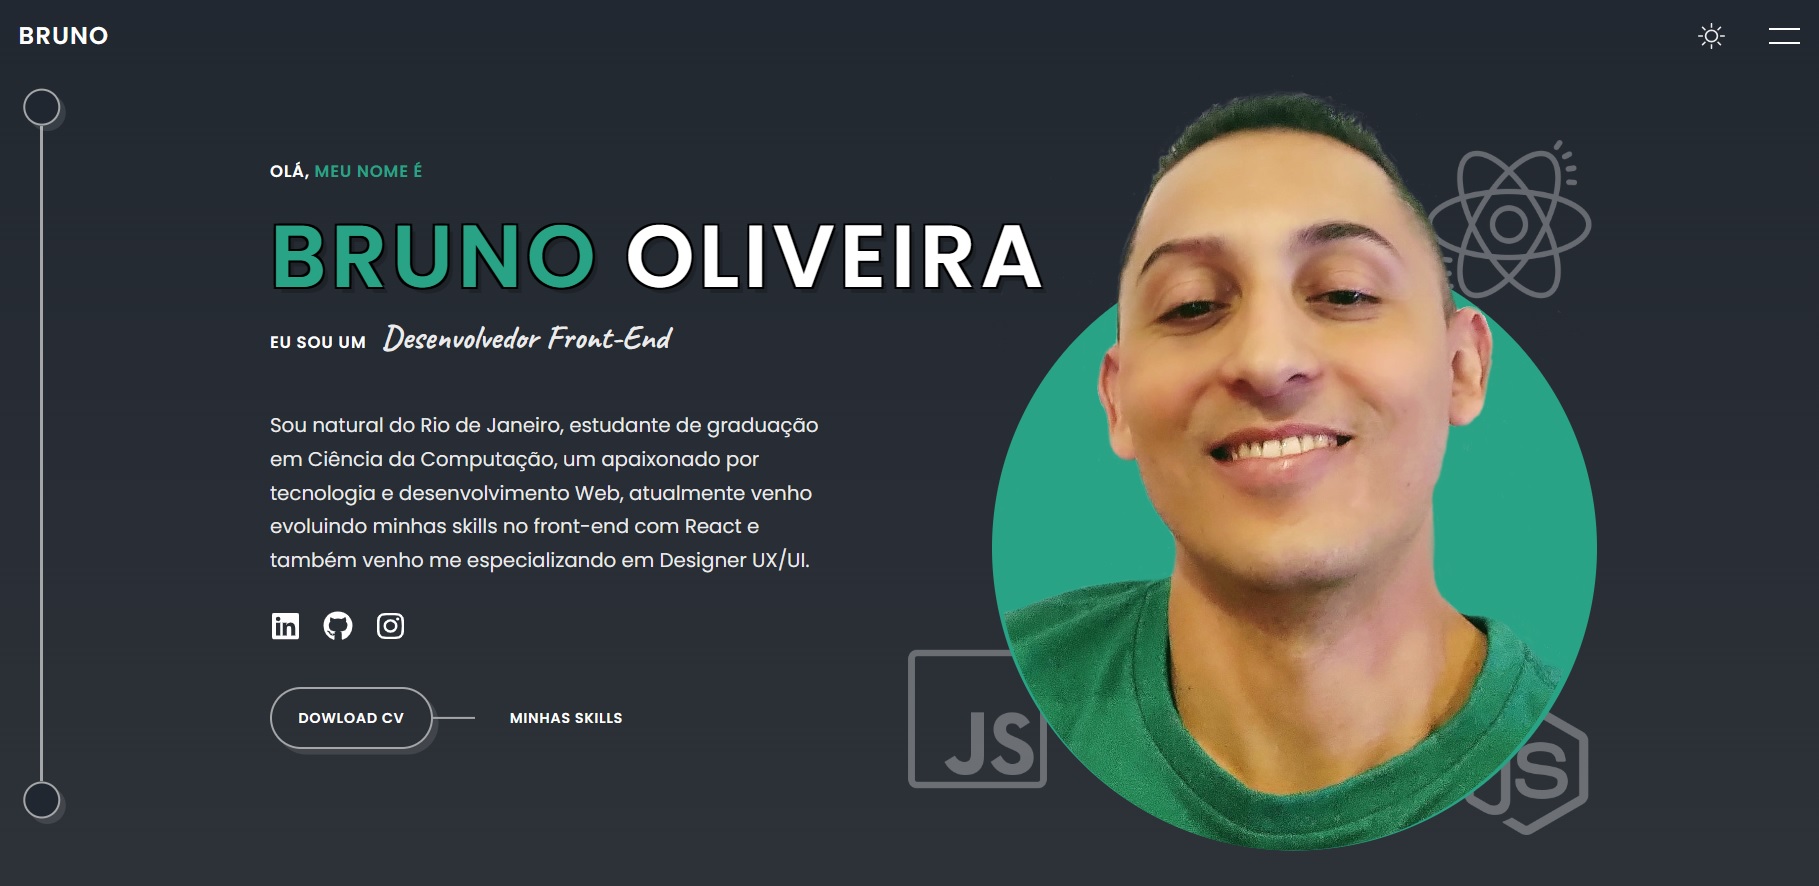 BRUNO
OLÁ, MEU NOME É
BRUNO OLIVEIRA
EU SOU UM Desenvolvedor Front-End
Sou natural do Rio de Janeiro, estudante de graduação
em Ciência da Computação, um apaixonado por
tecnologia e desenvolvimento Web, atualmente venho
evoluindo minhas skills no front-end com React e
também venho me especializando em Designer UX/UI.
in
DOWLOAD CV
MINHAS SKILLS
JS
JS